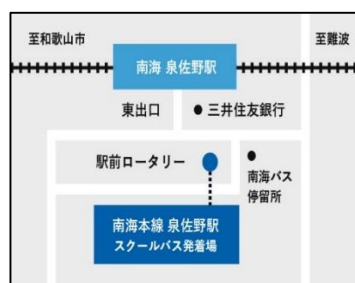 至和歌山市
至難波
南海 泉佐野駅
東出口
三井住友銀行
駅前ロータリー
南海バス
停留所
南海本線 泉佐野駅
スクールバス発着場